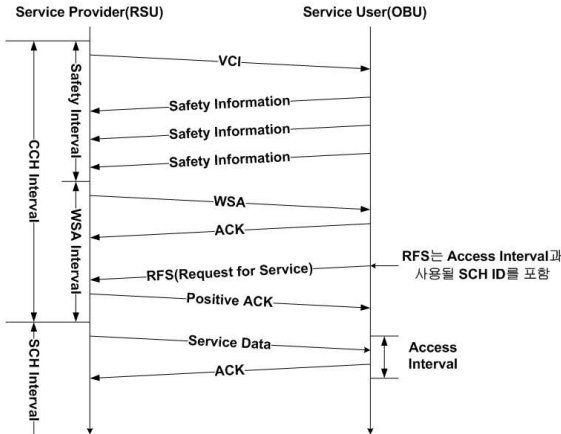 Service Provider(RSU)
Service User(OBU)
VCI
Safety Interval
Safety Information
Safety Information
Safety Information
CCH Interval
WSA
WSA Interval
ACK
RFS는 Access Interval과
사용될 SCH ID를 포함
RFS(Request for Service)
Positive ACK
Service Data
SCH Interval
Access
Interval
ACK